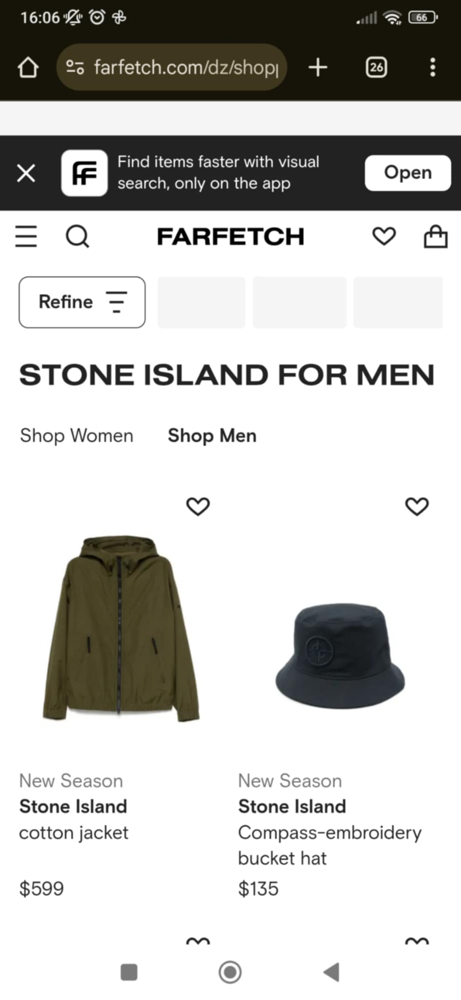 16:06
66
farfetch.com/dz/shop
26
Find items faster with visual
search, only on the app
Open
FARFETCH
Refine
STONE ISLAND FOR MEN
Shop Women
Shop Men
New Season
Stone Island
cotton jacket
$599
New Season
Stone Island
Compass-embroidery
bucket hat
$135